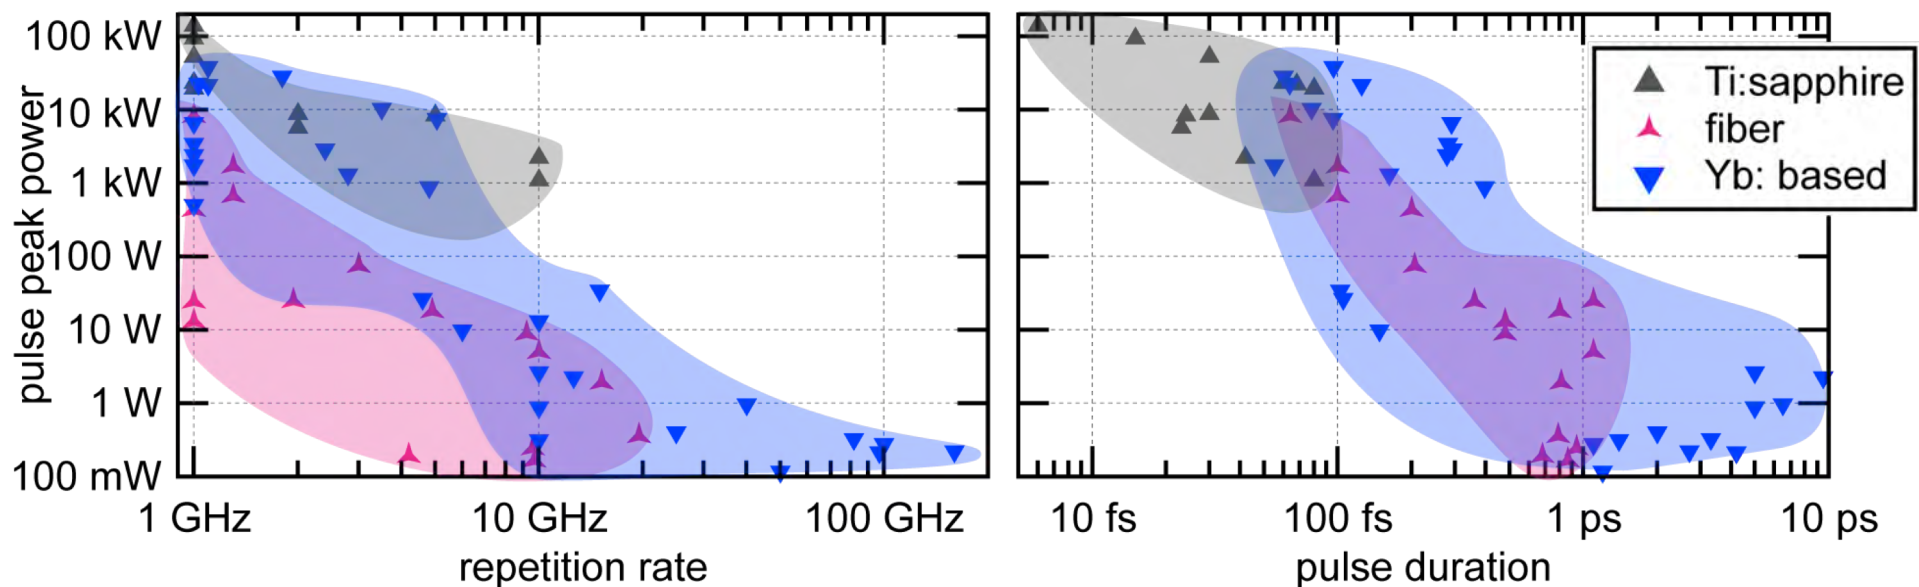 pulse peak power
100 kW
10 kW
1 kW
100 W
10 W
1 W
100 mW
1 GHz
10 GHz
100 GHz
repetition rate
10 fs
100 fs
1 ps
10 ps
pulse duration
Ti:sapphire
fiber
Yb: based